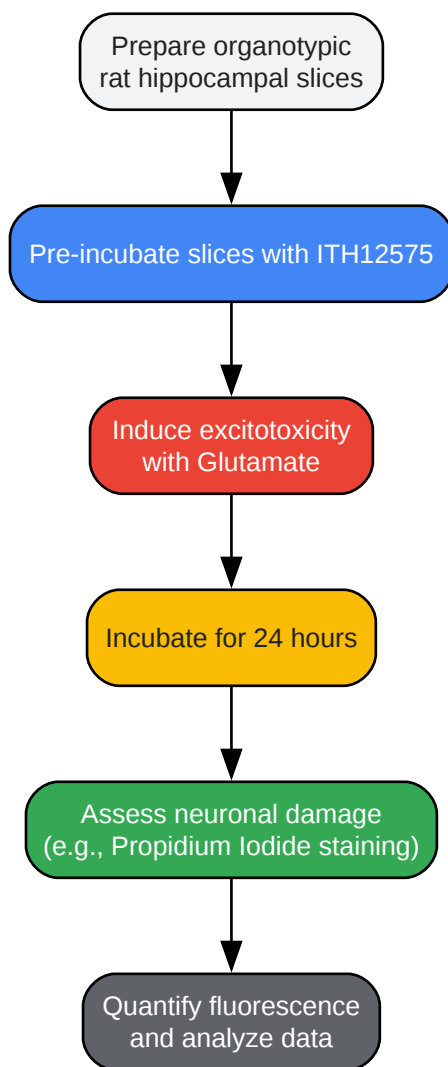 Prepare organotypic
rat hippocampal slices
Pre-incubate slices with ITH12575
Induce excitotoxicity
with Glutamate
Incubate for 24 hours
Assess neuronal damage
(e.g., Propidium Iodide staining)
Quantify fluorescence
and analyze data